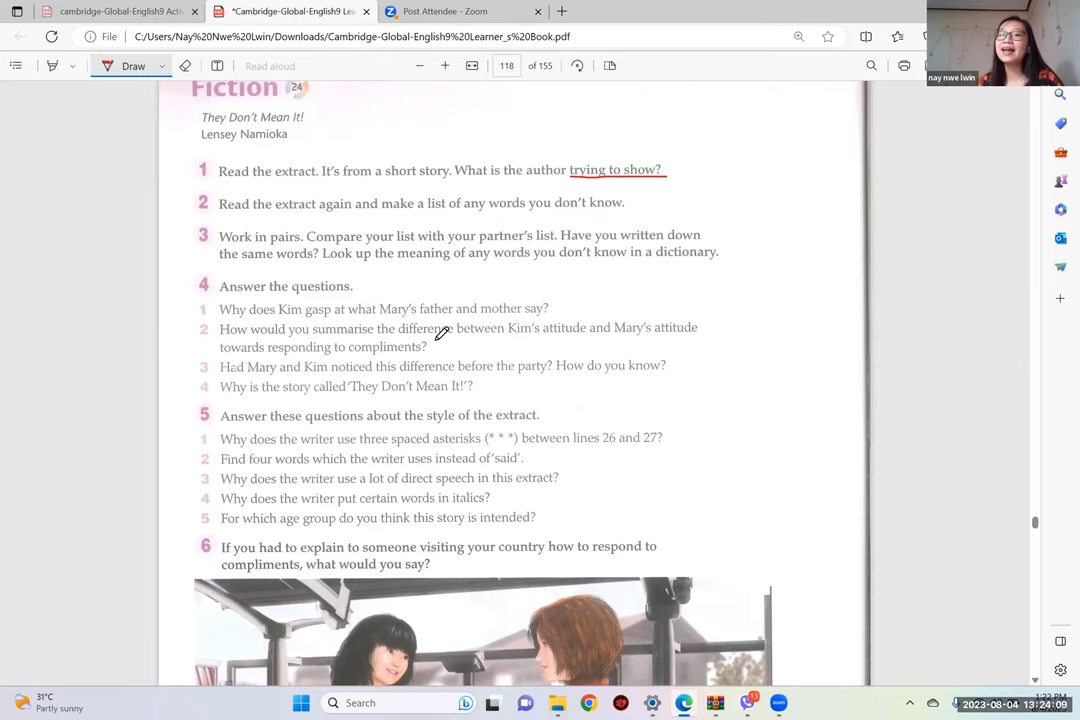 cambridge-Global-English9 Activ
*Cambridge-Global-English9 Lea
Post Attendee - Zoom
File
C:/Users/Nay%20Nwe%20Lwin/Downloads/Cambridge-Global-English9%20Learner_s%20Book.pdf
Draw
Read aloud
118 of 155
nay nwe lwin
Fiction 24
They Don't Mean It!
Lensey Namioka
1 Read the extract. It's from a short story. What is the author trying to show?
2 Read the extract again and make a list of any words you don't know.
3 Work in pairs. Compare your list with your partner's list. Have you written down
the same words? Look up the meaning of any words you don't know in a dictionary.
4 Answer the questions.
1 Why does Kim gasp at what Mary's father and mother say?
2 How would you summarise the difference between Kim's attitude and Mary's attitude
towards responding to compliments?
3 Had Mary and Kim noticed this difference before the party? How do you know?
4 Why is the story called 'They Don't Mean It!'?
5 Answer these questions about the style of the extract.
1 Why does the writer use three spaced asterisks (* * *) between lines 26 and 27?
2 Find four words which the writer uses instead of 'said'.
3 Why does the writer use a lot of direct speech in this extract?
4 Why does the writer put certain words in italics?
5 For which age group do you think this story is intended?
6 If you had to explain to someone visiting your country how to respond to
compliments, what would you say?
31°C
Partly sunny
Search
13
1:22 PM
2023-08-04 13:24:09